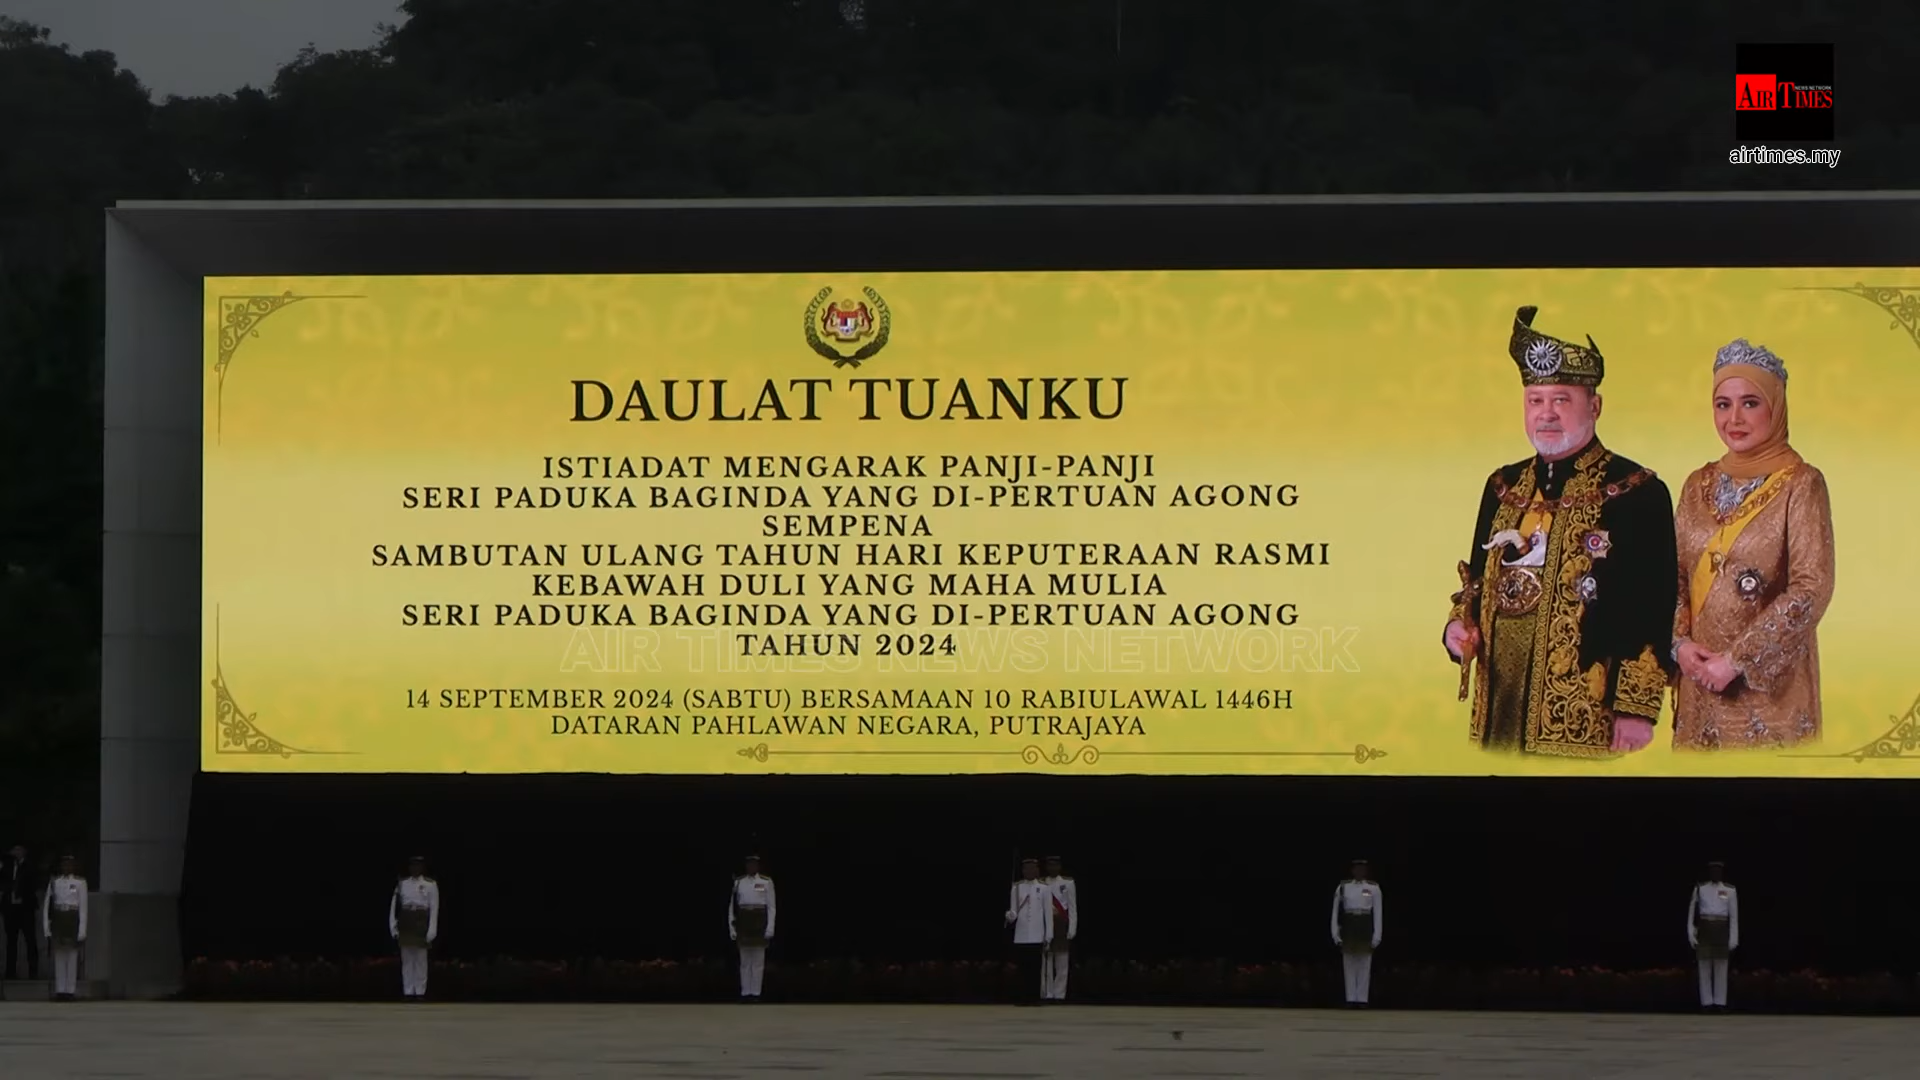 NEWS NETWORK
AIR TIMES
airtimes.my
DAULAT TUANKU
ISTIADAT MENGARAK PANJI-PANJI
SERI PADUKA BAGINDA YANG DI-PERTUAN AGONG
SEMPENA
SAMBUTAN ULANG TAHUN HARI KEPUTERAAN RASMI
KEBAWAH DULI YANG MAHA MULIA
SERI PADUKA BAGINDA YANG DI-PERTUAN AGONG
TAHUN 2024
AIR TIMES NEWS NETWORK
14 SEPTEMBER 2024 (SABTU) BERSAMAAN 10 RABIULAWAL 1446H
DATARAN PAHLAWAN NEGARA, PUTRAJAYA